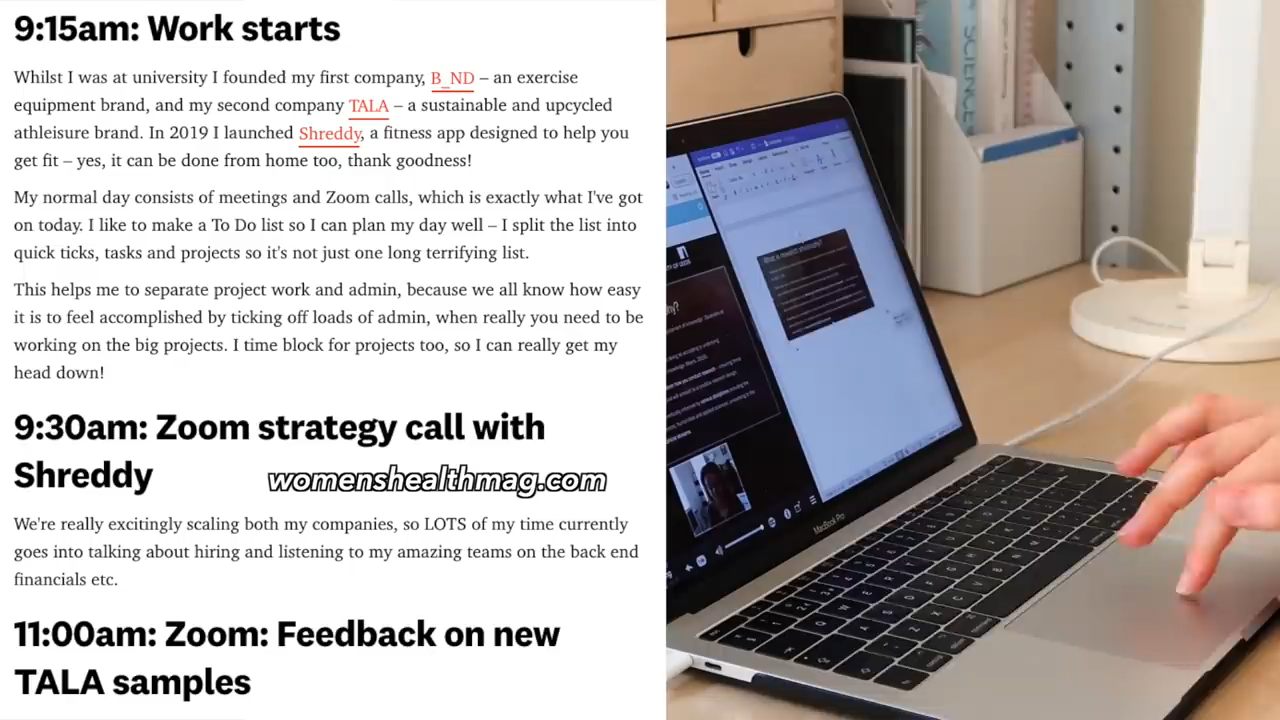 9:15am: Work starts
Whilst I was at university I founded my first company, B_ND – an exercise
equipment brand, and my second company TALA – a sustainable and upcycled
athleisure brand. In 2019 I launched Shreddy, a fitness app designed to help you
get fit – yes, it can be done from home too, thank goodness!
My normal day consists of meetings and Zoom calls, which is exactly what I've got
on today. I like to make a To Do list so I can plan my day well – I split the list into
quick ticks, tasks and projects so it's not just one long terrifying list.
This helps me to separate project work and admin, because we all know how easy
it is to feel accomplished by ticking off loads of admin, when really you need to be
working on the big projects. I time block for projects too, so I can really get my
head down!
9:30am: Zoom strategy call with
Shreddy
womenshealthmag.com
We're really excitingly scaling both my companies, so LOTS of my time currently
goes into talking about hiring and listening to my amazing teams on the back end
financials etc.
11:00am: Zoom: Feedback on new
TALA samples
SCIENCE
MacBook Pro